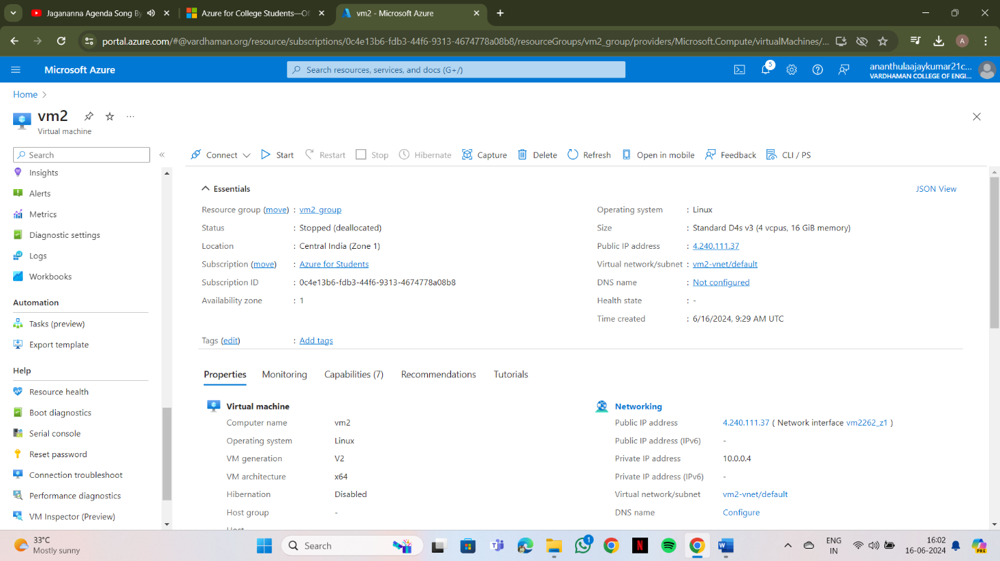 Jagananna Agenda Song By
Azure for College Students—Of
vm2 - Microsoft Azure
portal.azure.com/#@vardhaman.org/resource/subscriptions/0c4e13b6-fdb3-44f6-9313-4674778a08b8/resourceGroups/vm2_group/providers/Microsoft.Compute/virtualMachines/...
A
Microsoft Azure
Search resources, services, and docs (G+/)
5
ananthulaajaykumar21c...
VARDHAMAN COLLEGE OF ENGI...
Home >
vm2
Virtual machine
Search
Connect
Start
Restart
Stop
Hibernate
Capture
Delete
Refresh
Open in mobile
Feedback
CLI / PS
Insights
Alerts
Metrics
Diagnostic settings
Logs
Workbooks
Automation
Tasks (preview)
Export template
Help
Resource health
Boot diagnostics
Serial console
Reset password
Connection troubleshoot
Performance diagnostics
VM Inspector (Preview)
Essentials
JSON View
Resource group (move) : vm2_group
Status : Stopped (deallocated)
Location : Central India (Zone 1)
Subscription (move) : Azure for Students
Subscription ID : 0c4e13b6-fdb3-44f6-9313-4674778a08b8
Availability zone : 1
Operating system : Linux
Size : Standard D4s v3 (4 vcpus, 16 GiB memory)
Public IP address : 4.240.111.37
Virtual network/subnet : vm2-vnet/default
DNS name : Not configured
Health state : -
Time created : 6/16/2024, 9:29 AM UTC
Tags (edit) : Add tags
Properties
Monitoring
Capabilities (7)
Recommendations
Tutorials
Virtual machine
Computer name vm2
Operating system Linux
VM generation V2
VM architecture x64
Hibernation Disabled
Host group -
Host
Networking
Public IP address 4.240.111.37 ( Network interface vm2262_z1 )
Public IP address (IPv6) -
Private IP address 10.0.0.4
Private IP address (IPv6) -
Virtual network/subnet vm2-vnet/default
DNS name Configure
33°C
Mostly sunny
Search
1
ENG
IN
16:02
16-06-2024
PRE